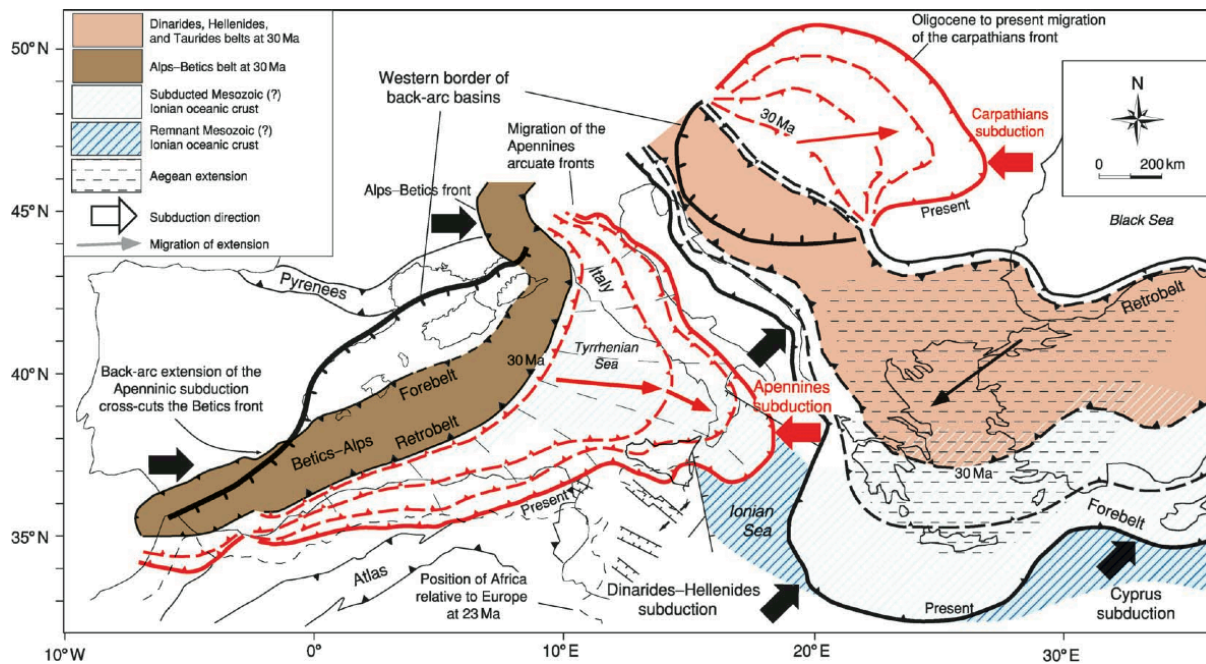 Dinarides, Hellenides,
and Taurides belts at 30 Ma
Alps–Betics belt at 30 Ma
Subducted Mesozoic (?)
Ionian oceanic crust
Remnant Mesozoic (?)
Ionian oceanic crust
Aegean extension
Subduction direction
Migration of extension
Oligocene to present migration
of the carpathians front
Western border of
back-arc basins
Migration of the
Apennines
arcuate fronts
Alps–Betics front
30 Ma
Carpathians
subduction
Present
N
0 200 km
Black Sea
Pyrenees
Italy
Tyrrhenian
Sea
30 Ma
Retrobelt
Back-arc extension of the
Apenninic subduction
cross-cuts the Betics front
Forebelt
Betics–Alps Retrobelt
Apennines
subduction
30 Ma
Present
Ionian
Sea
Forebelt
Atlas
Position of Africa
relative to Europe
at 23 Ma
Dinarides–Hellenides
subduction
Present
Cyprus
subduction
50°N
45°N
40°N
35°N
10°W 0° 10°E 20°E 30°E